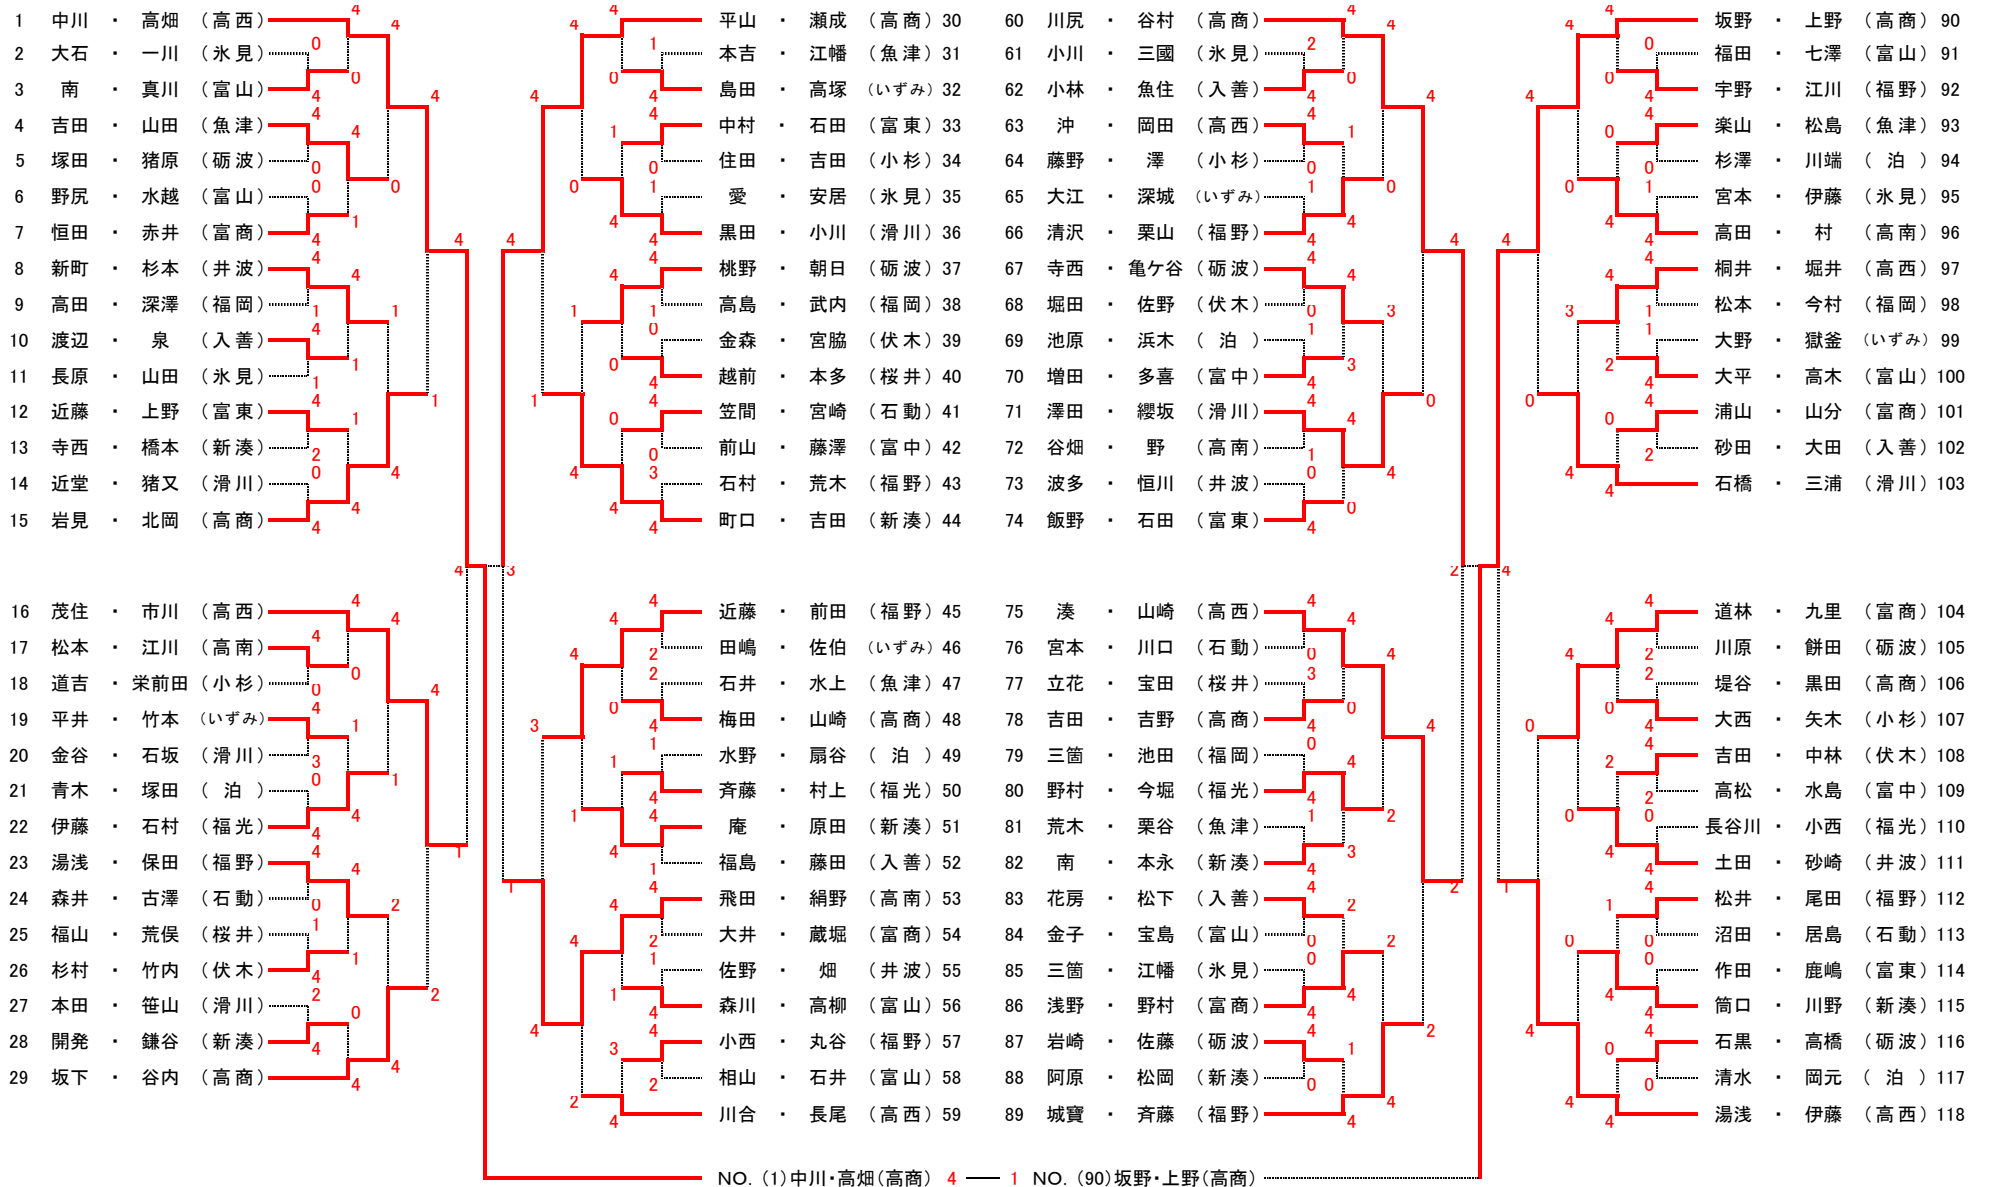 1 中川 ・ 高畑 (高西)
2 大石 ・ 一川 (氷見)
3 南 ・ 真川 (富山)
4 吉田 ・ 山田 (魚津)
5 塚田 ・ 猪原 (砺波)
6 野尻 ・ 水越 (富山)
7 恒田 ・ 赤井 (富商)
8 新町 ・ 杉本 (井波)
9 高田 ・ 深澤 (福岡)
10 渡辺 ・ 泉 (入善)
11 長原 ・ 山田 (氷見)
12 近藤 ・ 上野 (富東)
13 寺西 ・ 橋本 (新湊)
14 近堂 ・ 猪又 (滑川)
15 岩見 ・ 北岡 (高商)
16 茂住 ・ 市川 (高西)
17 松本 ・ 江川 (高南)
18 道吉 ・ 栄前田 (小杉)
19 平井 ・ 竹本 (いずみ)
20 金谷 ・ 石坂 (滑川)
21 青木 ・ 塚田 (泊)
22 伊藤 ・ 石村 (福光)
23 湯浅 ・ 保田 (福野)
24 森井 ・ 古澤 (石動)
25 福山 ・ 荒俣 (桜井)
26 杉村 ・ 竹内 (伏木)
27 本田 ・ 笹山 (滑川)
28 開発 ・ 鎌谷 (新湊)
29 坂下 ・ 谷内 (高商)
平山 ・ 瀬成 (高商) 30
本吉 ・ 江幡 (魚津) 31
島田 ・ 高塚 (いずみ) 32
中村 ・ 石田 (富東) 33
住田 ・ 吉田 (小杉) 34
愛 ・ 安居 (氷見) 35
黒田 ・ 小川 (滑川) 36
桃野 ・ 朝日 (砺波) 37
高島 ・ 武内 (福岡) 38
金森 ・ 宮脇 (伏木) 39
越前 ・ 本多 (桜井) 40
笠間 ・ 宮崎 (石動) 41
前山 ・ 藤澤 (富中) 42
石村 ・ 荒木 (福野) 43
町口 ・ 吉田 (新湊) 44
近藤 ・ 前田 (福野) 45
田嶋 ・ 佐伯 (いずみ) 46
石井 ・ 水上 (魚津) 47
梅田 ・ 山崎 (高商) 48
水野 ・ 扇谷 (泊) 49
斉藤 ・ 村上 (福光) 50
庵 ・ 原田 (新湊) 51
福島 ・ 藤田 (入善) 52
飛田 ・ 絹野 (高南) 53
大井 ・ 蔵堀 (富商) 54
佐野 ・ 畑 (井波) 55
森川 ・ 高柳 (富山) 56
小西 ・ 丸谷 (福野) 57
相山 ・ 石井 (富山) 58
川合 ・ 長尾 (高西) 59
60 川尻 ・ 谷村 (高商)
61 小川 ・ 三國 (氷見)
62 小林 ・ 魚住 (入善)
63 沖 ・ 岡田 (高西)
64 藤野 ・ 澤 (小杉)
65 大江 ・ 深城 (いずみ)
66 清沢 ・ 栗山 (福野)
67 寺西 ・ 亀ケ谷 (砺波)
68 堀田 ・ 佐野 (伏木)
69 池原 ・ 浜木 (泊)
70 増田 ・ 多喜 (富中)
71 澤田 ・ 纓坂 (滑川)
72 谷畑 ・ 野 (高南)
73 波多 ・ 恒川 (井波)
74 飯野 ・ 石田 (富東)
75 湊 ・ 山崎 (高西)
76 宮本 ・ 川口 (石動)
77 立花 ・ 宝田 (桜井)
78 吉田 ・ 吉野 (高商)
79 三箇 ・ 池田 (福岡)
80 野村 ・ 今堀 (福光)
81 荒木 ・ 栗谷 (魚津)
82 南 ・ 本永 (新湊)
83 花房 ・ 松下 (入善)
84 金子 ・ 宝島 (富山)
85 三箇 ・ 江幡 (氷見)
86 浅野 ・ 野村 (富商)
87 岩崎 ・ 佐藤 (砺波)
88 阿原 ・ 松岡 (新湊)
89 城寶 ・ 斉藤 (福野)
坂野 ・ 上野 (高商) 90
福田 ・ 七澤 (富山) 91
宇野 ・ 江川 (福野) 92
楽山 ・ 松島 (魚津) 93
杉澤 ・ 川端 (泊) 94
宮本 ・ 伊藤 (氷見) 95
高田 ・ 村 (高南) 96
桐井 ・ 堀井 (高西) 97
松本 ・ 今村 (福岡) 98
大野 ・ 獄釜 (いずみ) 99
大平 ・ 高木 (富山) 100
浦山 ・ 山分 (富商) 101
砂田 ・ 大田 (入善) 102
石橋 ・ 三浦 (滑川) 103
道林 ・ 九里 (富商) 104
川原 ・ 餅田 (砺波) 105
堤谷 ・ 黒田 (高商) 106
大西 ・ 矢木 (小杉) 107
吉田 ・ 中林 (伏木) 108
高松 ・ 水島 (富中) 109
長谷川 ・ 小西 (福光) 110
土田 ・ 砂崎 (井波) 111
松井 ・ 尾田 (福野) 112
沼田 ・ 居島 (石動) 113
作田 ・ 鹿嶋 (富東) 114
筒口 ・ 川野 (新湊) 115
石黒 ・ 高橋 (砺波) 116
清水 ・ 岡元 (泊) 117
湯浅 ・ 伊藤 (高西) 118
NO. (1)中川・高畑(高商) 4 ― 1 NO. (90)坂野・上野(高商)